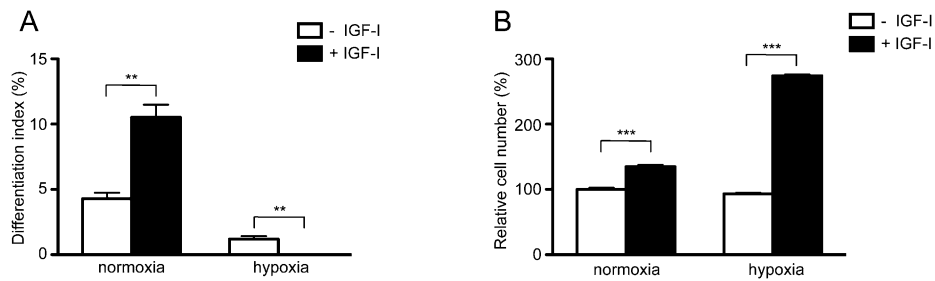 A
- IGF-I
+ IGF-I
Differentiation index (%)
15
10
5
0
**
**
normoxia
hypoxia
B
- IGF-I
+ IGF-I
Relative cell number (%)
300
200
100
0
***
***
normoxia
hypoxia